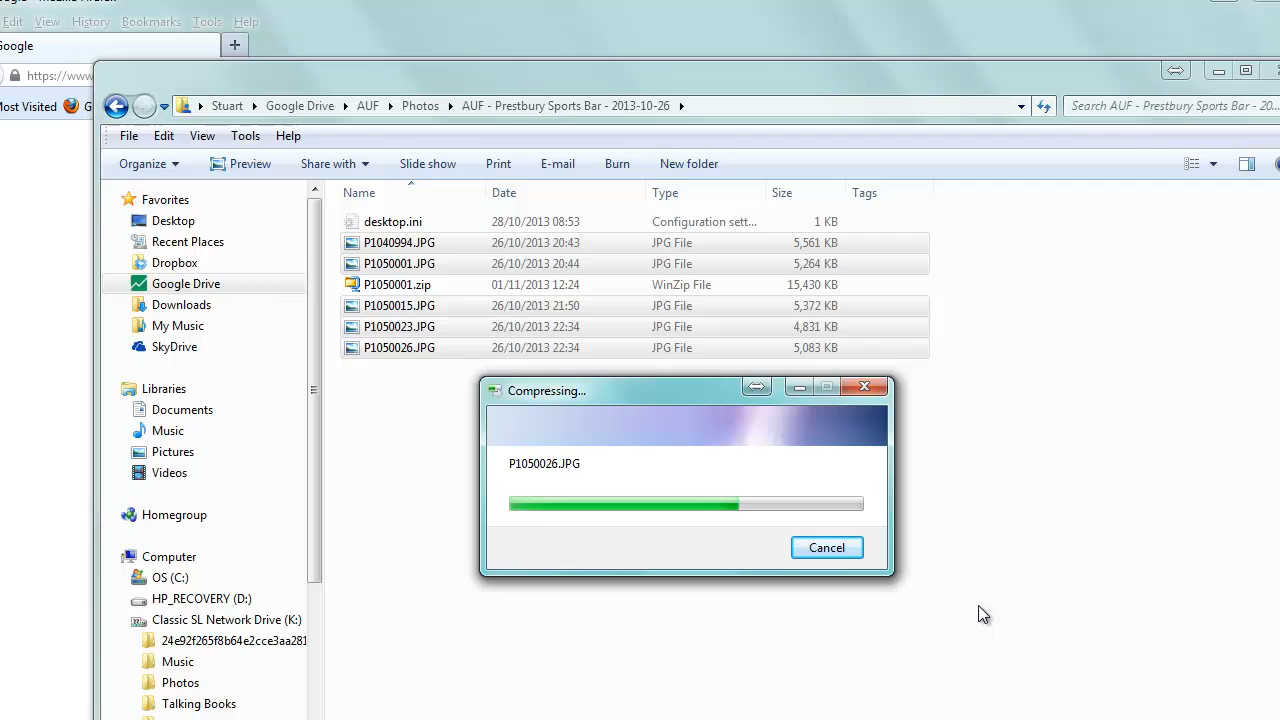 Edit View History Bookmarks Tools Help
Google
https://www
Most Visited G
Stuart Google Drive AUF Photos AUF - Prestbury Sports Bar - 2013-10-26 Search AUF - Prestbury Sports Bar - 20...
File Edit View Tools Help
Organize Preview Share with Slide show Print E-mail Burn New folder
Name Date Type Size Tags
Favorites
Desktop
Recent Places
Dropbox
Google Drive
Downloads
My Music
SkyDrive
Libraries
Documents
Music
Pictures
Videos
Homegroup
Computer
OS (C:)
HP_RECOVERY (D:)
Classic SL Network Drive (K:)
24e92f265f8b64e2cce3aa281
Music
Photos
Talking Books
desktop.ini 28/10/2013 08:53 Configuration sett... 1 KB
P1040994.JPG 26/10/2013 20:43 JPG File 5,561 KB
P1050001.JPG 26/10/2013 20:44 JPG File 5,264 KB
P1050001.zip 01/11/2013 12:24 WinZip File 15,430 KB
P1050015.JPG 26/10/2013 21:50 JPG File 5,372 KB
P1050023.JPG 26/10/2013 22:34 JPG File 4,831 KB
P1050026.JPG 26/10/2013 22:34 JPG File 5,083 KB
Compressing...
P1050026.JPG
Cancel